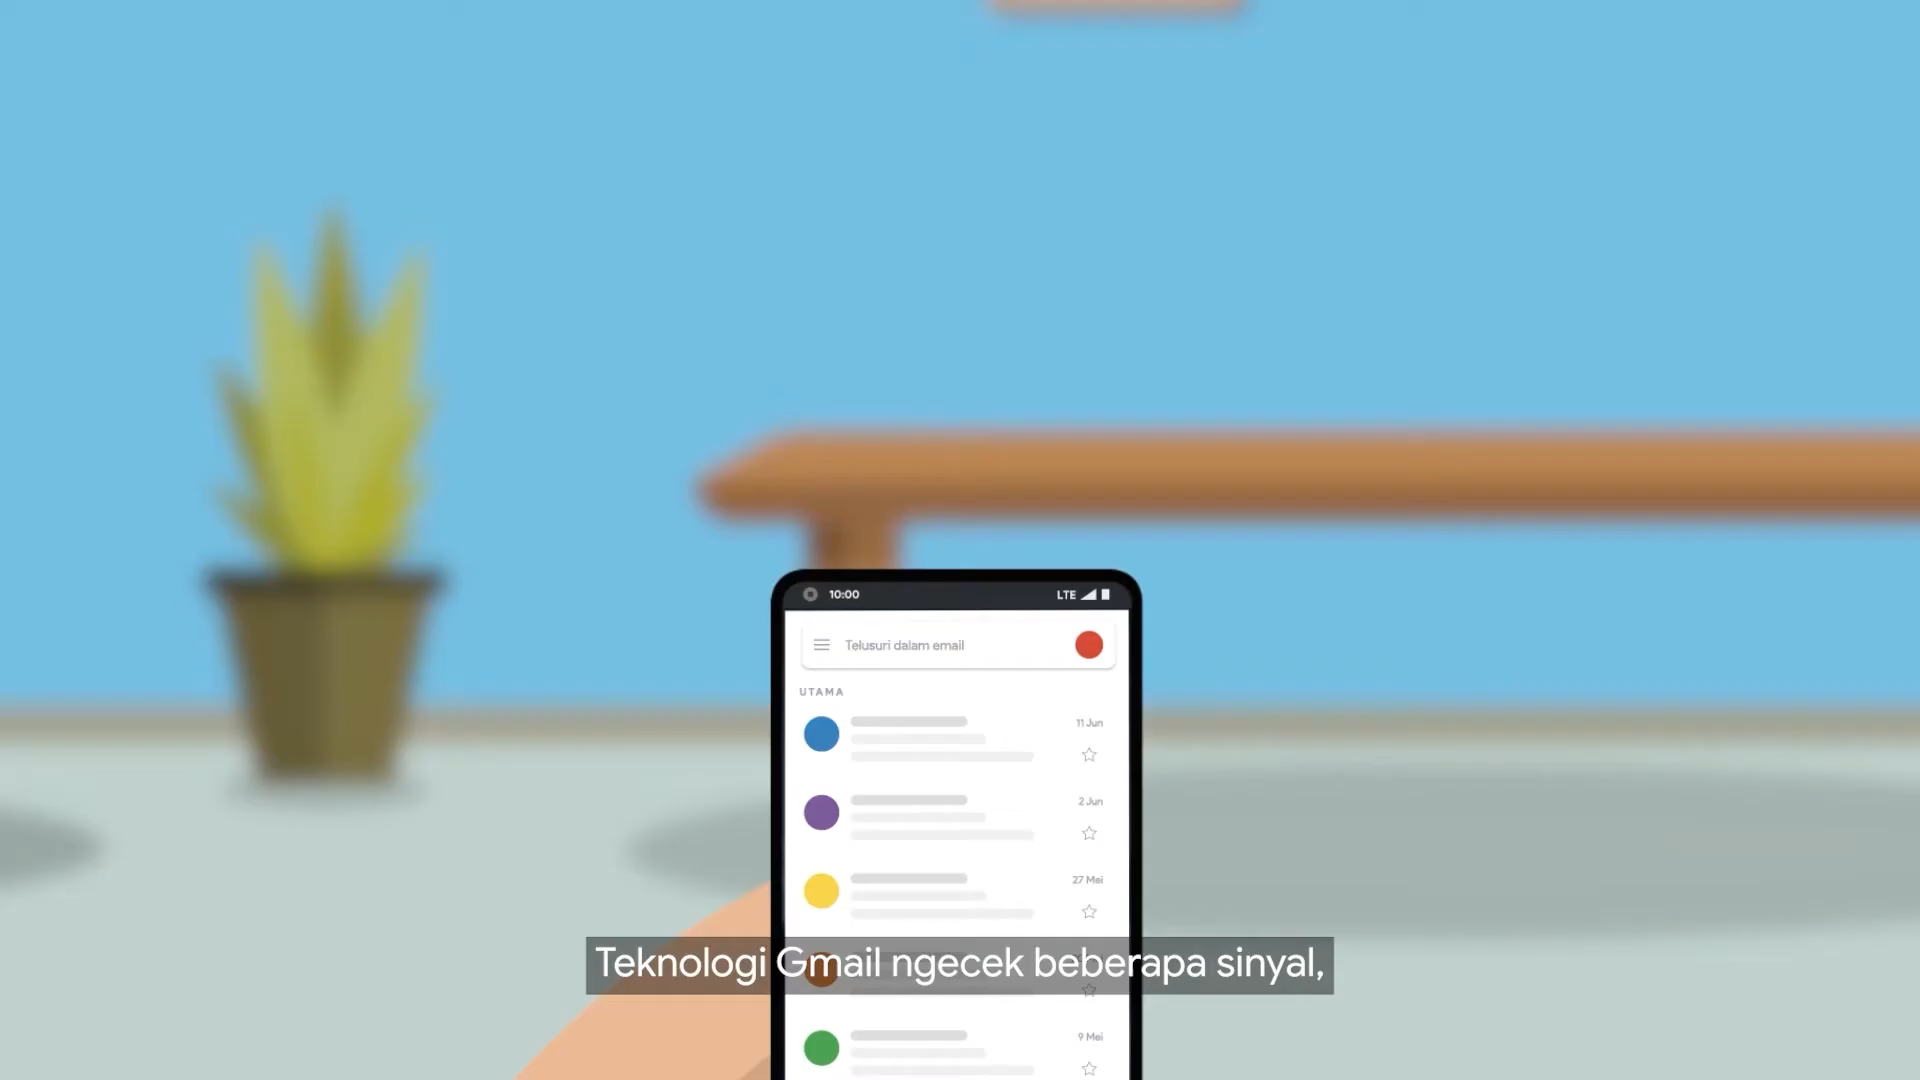 10:00
LTE
Telusuri dalam email
UTAMA
11 Jun
2 Jun
27 Mei
Teknologi Gmail ngecek beberapa sinyal,
9 Mei